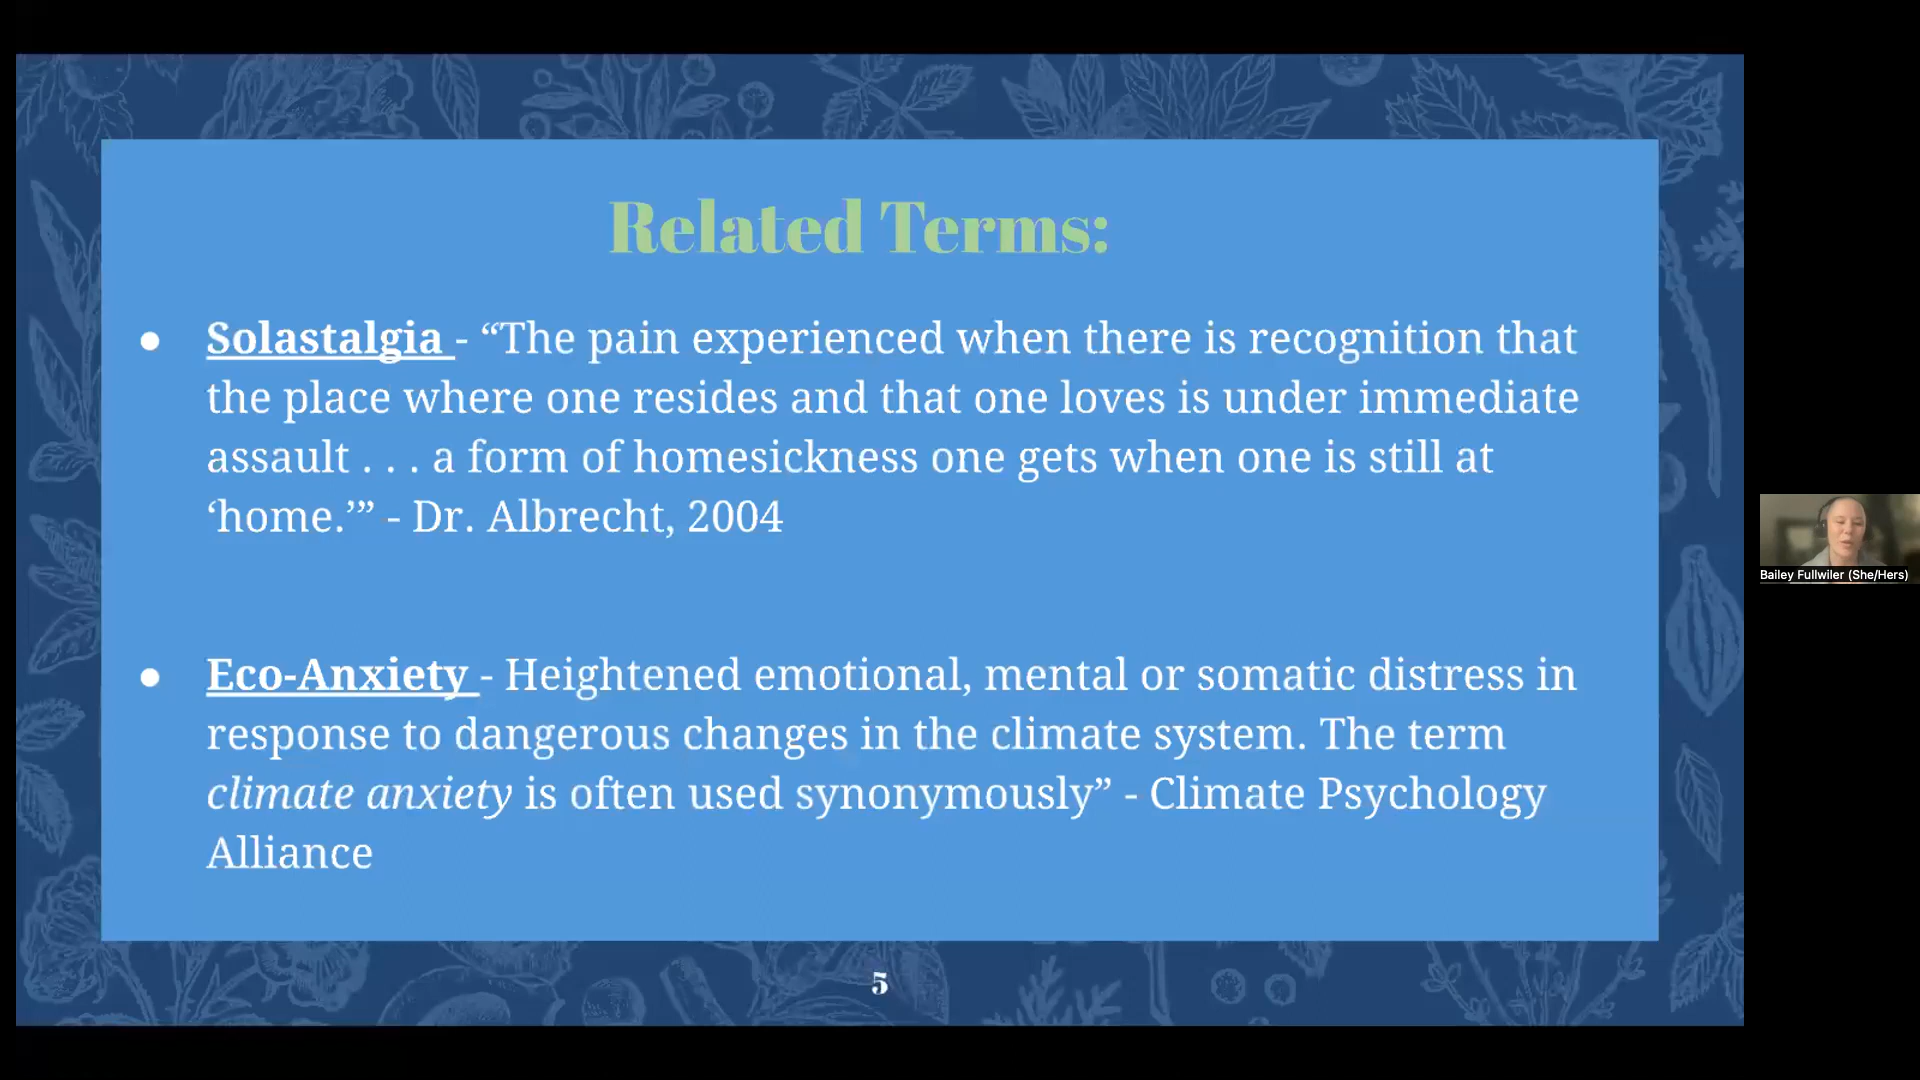 Related Terms:
● Solastalgia - “The pain experienced when there is recognition that
the place where one resides and that one loves is under immediate
assault . . . a form of homesickness one gets when one is still at
‘home.’” - Dr. Albrecht, 2004
● Eco-Anxiety - Heightened emotional, mental or somatic distress in
response to dangerous changes in the climate system. The term
climate anxiety is often used synonymously” - Climate Psychology
Alliance
5
Bailey Fullwiler (She/Hers)